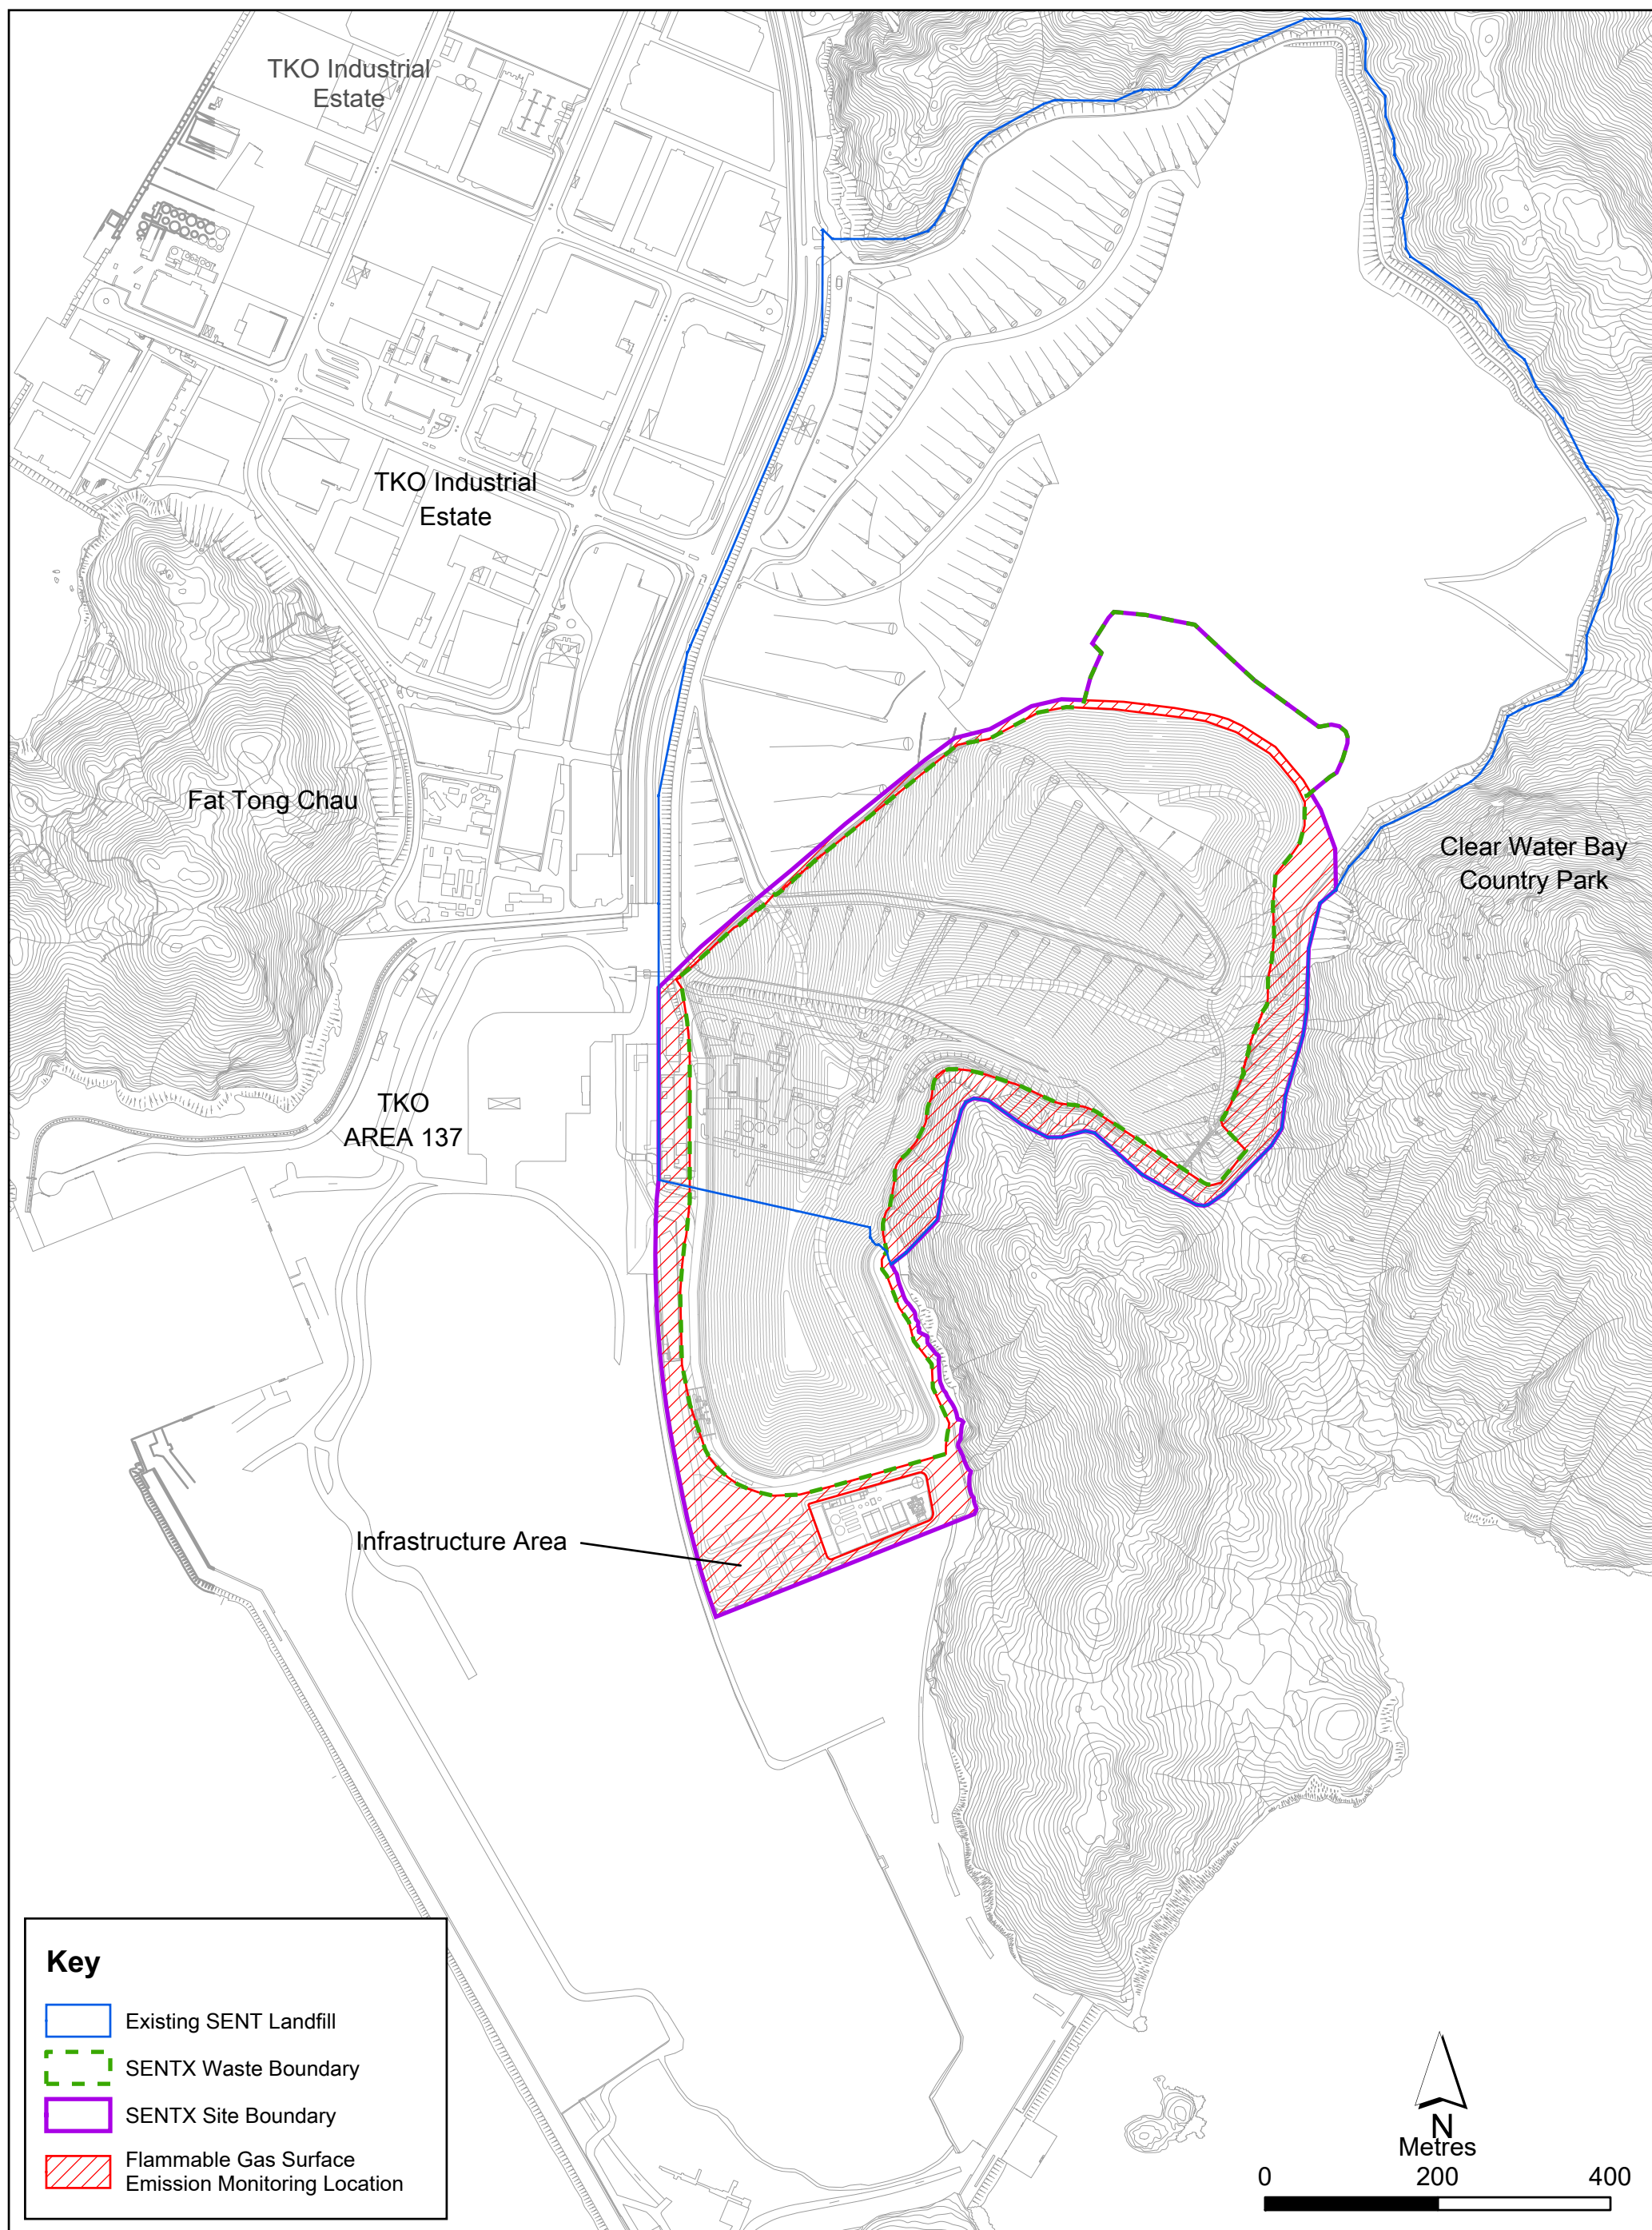 TKO Industrial
Estate
TKO Industrial
Estate
Fat Tong Chau
Clear Water Bay
Country Park
TKO
AREA 137
Infrastructure Area
Key
Existing SENT Landfill
SENTX Waste Boundary
SENTX Site Boundary
Flammable Gas Surface
Emission Monitoring Location
N
Metres
0 200 400